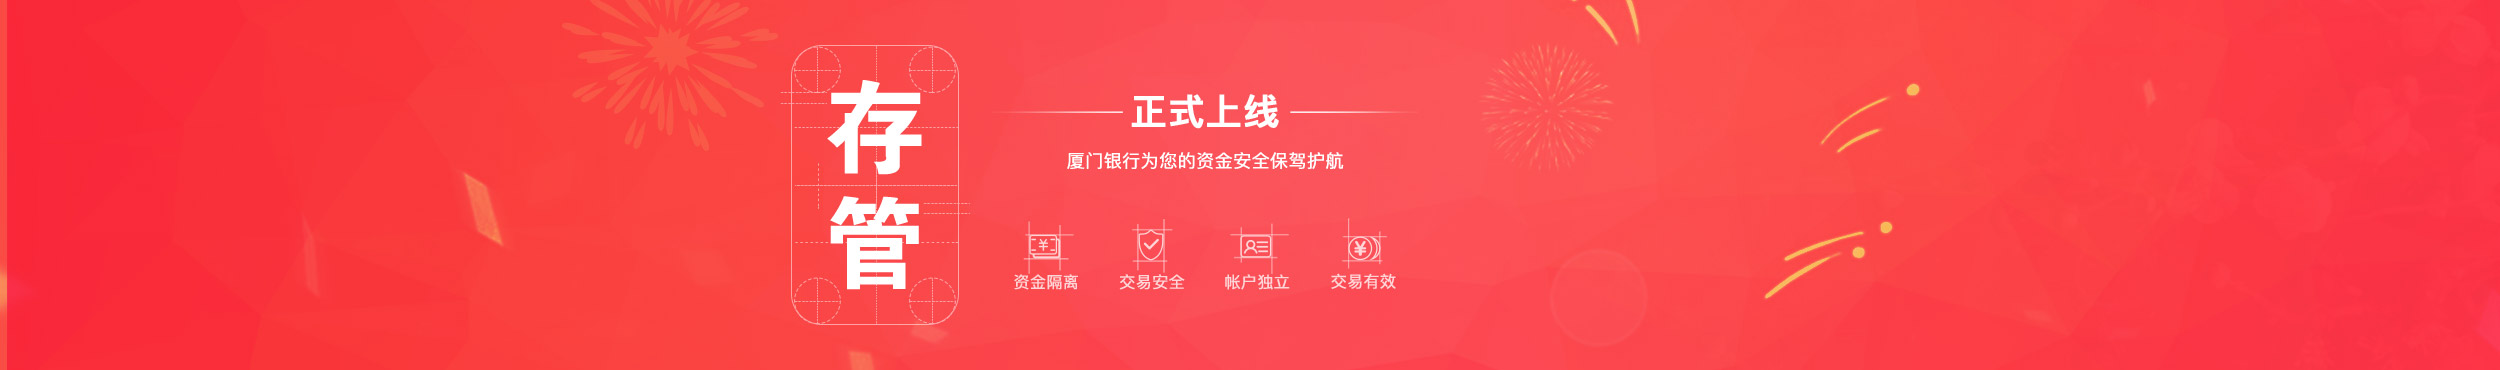 存管
正式上线
厦门银行为您的资金安全保驾护航
资金隔离
交易安全
帐户独立
交易有效